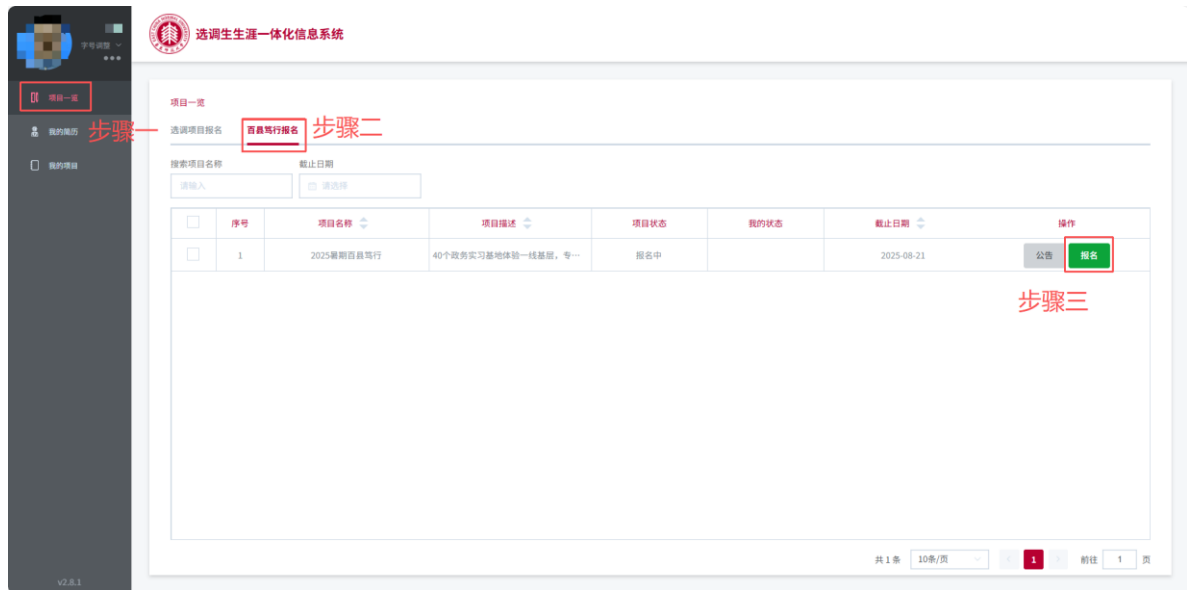 字号调整
选调生生涯一体化信息系统
项目一览
我的简历
我的项目
v2.8.1
步骤一
项目一览
选调项目报名 百县笃行报名 步骤二
搜索项目名称 截止日期
请输入 请选择
序号 项目名称 项目描述 项目状态 我的状态 截止日期 操作
1 2025暑期百县笃行 40个政务实习基地体验一线基层，专… 报名中 2025-08-21 公告 报名
步骤三
共 1 条 10条/页 1 前往 1 页